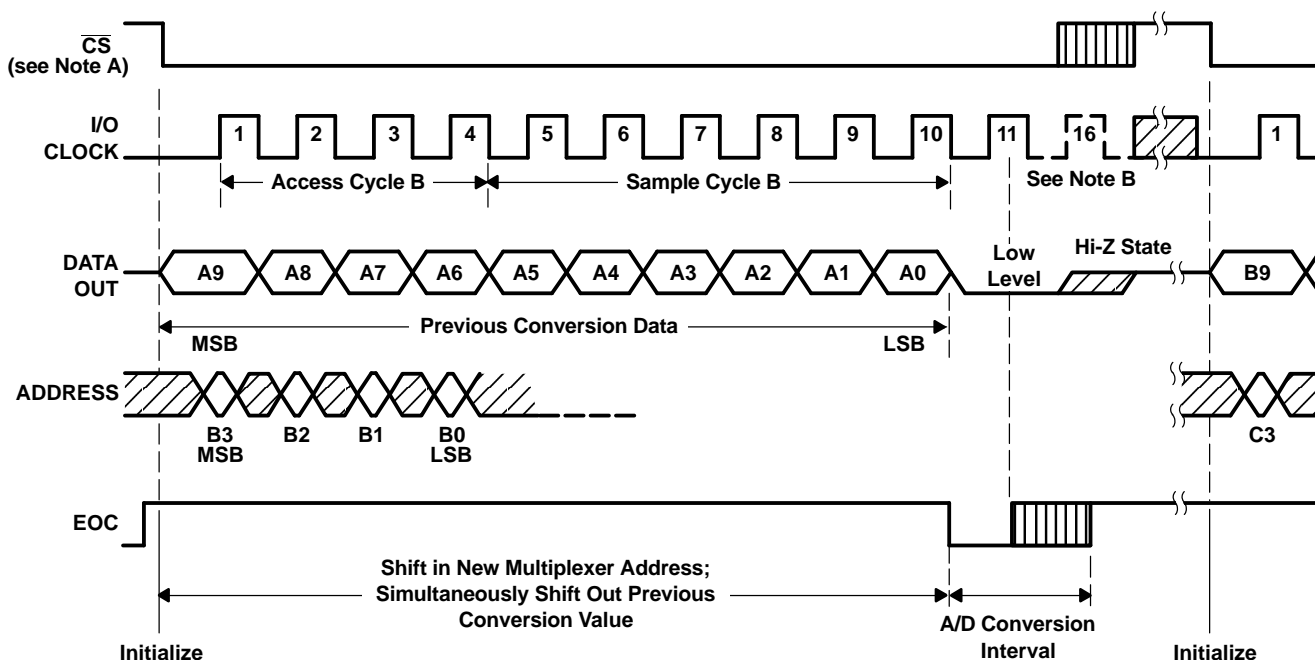 CS
(see Note A)
I/O
CLOCK
1 2 3 4 5 6 7 8 9 10 11 16 1
Access Cycle B
Sample Cycle B
See Note B
DATA
OUT
A9 A8 A7 A6 A5 A4 A3 A2 A1 A0
Low
Level
Hi-Z State
B9
Previous Conversion Data
MSB
LSB
ADDRESS
B3
MSB
B2
B1
B0
LSB
C3
EOC
Shift in New Multiplexer Address;
Simultaneously Shift Out Previous
Conversion Value
A/D Conversion
Interval
Initialize
Initialize